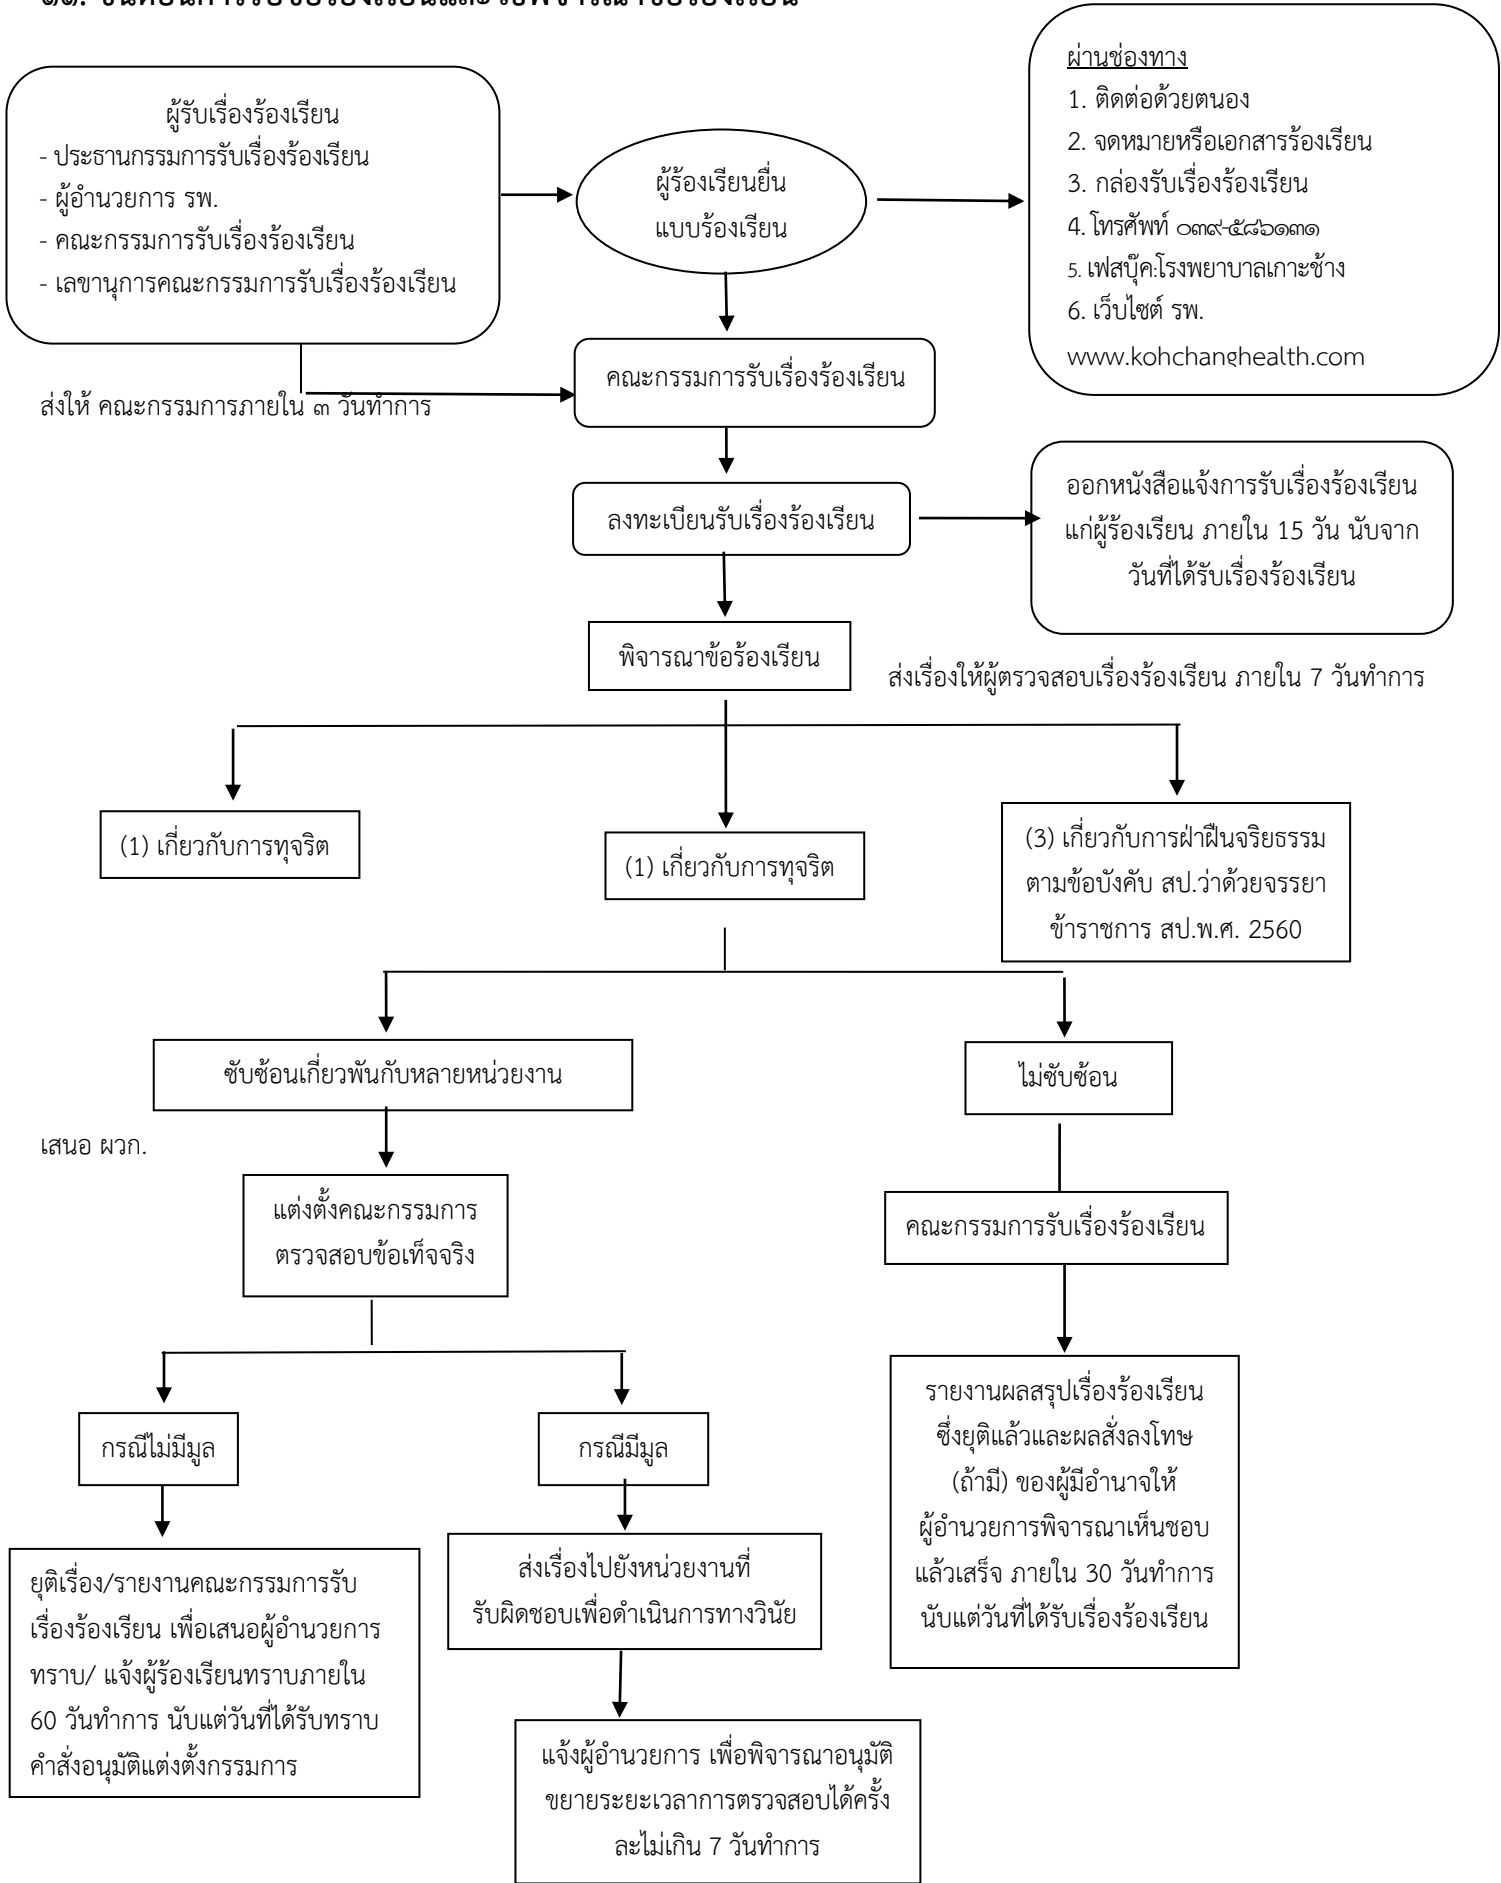 ผู้รับเรื่องร้องเรียน
- ประธานกรรมการรับเรื่องร้องเรียน
- ผู้อำนวยการ รพ.
- คณะกรรมการรับเรื่องร้องเรียน
- เลขานุการคณะกรรมการรับเรื่องร้องเรียน
ผู้ร้องเรียนยื่น
แบบร้องเรียน
ผ่านช่องทาง
1. ติดต่อด้วยตนอง
2. จดหมายหรือเอกสารร้องเรียน
3. กล่องรับเรื่องร้องเรียน
4. โทรศัพท์ ๐๓๙-๕๘๖๑๓๑
5. เฟสบุ๊ค:โรงพยาบาลเกาะช้าง
6. เว็บไซต์ รพ.
www.kohchanghealth.com
คณะกรรมการรับเรื่องร้องเรียน
ส่งให้ คณะกรรมการภายใน ๓ วันทำการ
ลงทะเบียนรับเรื่องร้องเรียน
ออกหนังสือแจ้งการรับเรื่องร้องเรียน
แก่ผู้ร้องเรียน ภายใน 15 วัน นับจาก
วันที่ได้รับเรื่องร้องเรียน
พิจารณาข้อร้องเรียน
ส่งเรื่องให้ผู้ตรวจสอบเรื่องร้องเรียน ภายใน 7 วันทำการ
(1) เกี่ยวกับการทุจริต
(1) เกี่ยวกับการทุจริต
(3) เกี่ยวกับการฝ่าฝืนจริยธรรม
ตามข้อบังคับ สป.ว่าด้วยจรรยา
ข้าราชการ สป.พ.ศ. 2560
ซับซ้อนเกี่ยวพันกับหลายหน่วยงาน
ไม่ซับซ้อน
เสนอ ผวก.
แต่งตั้งคณะกรรมการ
ตรวจสอบข้อเท็จจริง
คณะกรรมการรับเรื่องร้องเรียน
กรณีไม่มีมูล
กรณีมีมูล
รายงานผลสรุปเรื่องร้องเรียน
ซึ่งยุติแล้วและผลสั่งลงโทษ
(ถ้ามี) ของผู้มีอำนาจให้
ผู้อำนวยการพิจารณาเห็นชอบ
แล้วเสร็จ ภายใน 30 วันทำการ
นับแต่วันที่ได้รับเรื่องร้องเรียน
ยุติเรื่อง/รายงานคณะกรรมการรับ
เรื่องร้องเรียน เพื่อเสนอผู้อำนวยการ
ทราบ/ แจ้งผู้ร้องเรียนทราบภายใน
60 วันทำการ นับแต่วันที่ได้รับทราบ
คำสั่งอนุมัติแต่งตั้งกรรมการ
ส่งเรื่องไปยังหน่วยงานที่
รับผิดชอบเพื่อดำเนินการทางวินัย
แจ้งผู้อำนวยการ เพื่อพิจารณาอนุมัติ
ขยายระยะเวลาการตรวจสอบได้ครั้ง
ละไม่เกิน 7 วันทำการ